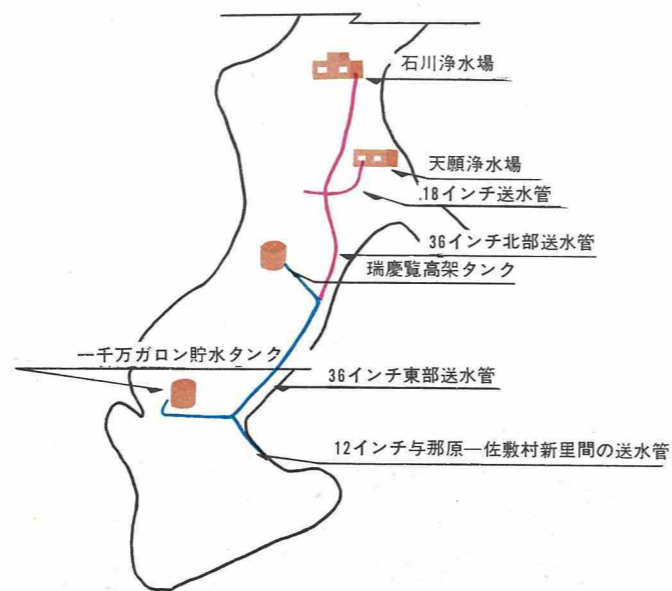 石川浄水場
天願浄水場
18インチ送水管
36インチ北部送水管
瑞慶覧高架タンク
一千万ガロン貯水タンク
36インチ東部送水管
12インチ与那原―佐敷村新里間の送水管